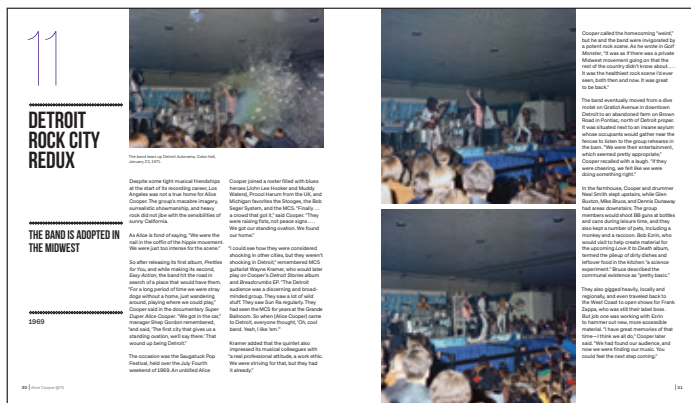 11
DETROIT
ROCK CITY
REDUX
THE BAND IS ADOPTED IN
THE MIDWEST
1969
The band tears up Detroit Autorama, Cobo Hall,
January 23, 1971.
Despite some tight musical friendships
at the start of its recording career, Los
Angeles was not a true home for Alice
Cooper. The group's macabre imagery,
surrealistic showmanship, and heavy
rock did not jibe with the sensibilities of
sunny California.
As Alice is fond of saying, "We were the
nail in the coffin of the hippie movement.
We were just too intense for the scene."
So after releasing its first album, Pretties
for You, and while making its second,
Easy Action, the band hit the road in
search of a place that would have them.
"For a long period of time we were stray
dogs without a home, just wandering
around, playing where we could play,"
Cooper said in the documentary Super
Duper Alice Cooper. "We got in the car,"
manager Shep Gordon remembered,
"and said, 'The first city that gives us a
standing ovation, we'll say there.' That
wound up being Detroit."
The occasion was the Saugatuck Pop
Festival, held over the July Fourth
weekend of 1969. An unbilled Alice
Cooper joined a roster filled with blues
heroes (John Lee Hooker and Muddy
Waters), Procol Harum from the UK, and
Michigan favorites the Stooges, the Bob
Seger System, and the MC5. "Finally . . .
a crowd that got it," said Cooper. "They
were raising fists, not peace signs. . . .
We got our standing ovation. We found
our home."
"I could see how they were considered
shocking in other cities, but they weren't
shocking in Detroit," remembered MC5
guitarist Wayne Kramer, who would later
play on Cooper's Detroit Stories album
and Breadcrumbs EP. "The Detroit
audience was a discerning and broad-
minded group. They saw a lot of wild
stuff. They saw Sun Ra regularly. They
had seen the MC5 for years at the Grande
Ballroom. So when [Alice Cooper] came
to Detroit, everyone thought, 'Oh, cool
band. Yeah, I like 'em.'"
Kramer added that the quintet also
impressed its musical colleagues with
"a real professional attitude, a work ethic.
We were striving for that, but they had
it already."
30 | Alice Cooper @75
Cooper called the homecoming "weird,"
but he and the band were invigorated by
a potent rock scene. As he wrote in Golf
Monster, "It was as if there was a private
Midwest movement going on that the
rest of the country didn't know about. . . .
It was the healthiest rock scene I'd ever
seen, both then and now. It was great
to be back."
The band eventually moved from a dive
motel on Gratiot Avenue in downtown
Detroit to an abandoned farm on Brown
Road in Pontiac, north of Detroit proper.
It was situated next to an insane asylum
whose occupants would gather near the
fences to listen to the group rehearse in
the barn. "We were their entertainment,
which seemed pretty appropriate,"
Cooper recalled with a laugh. "If they
were cheering, we felt like we were
doing something right."
In the farmhouse, Cooper and drummer
Neal Smith slept upstairs, while Glen
Buxton, Mike Bruce, and Dennis Dunaway
had areas downstairs. The group
members would shoot BB guns at bottles
and cans during leisure time, and they
also kept a number of pets, including a
monkey and a raccoon. Bob Ezrin, who
would visit to help create material for
the upcoming Love It to Death album,
termed the pileup of dirty dishes and
leftover food in the kitchen "a science
experiment." Bruce described the
communal existence as "pretty basic."
They also gigged heavily, locally and
regionally, and even traveled back to
the West Coast to open shows for Frank
Zappa, who was still their label boss.
But job one was working with Ezrin
to hammer out new, more accessible
material. "I have great memories of that
time—I think we all do," Cooper later
said. "We had found our audience, and
now we were finding our music. You
could feel the next step coming."
| 31